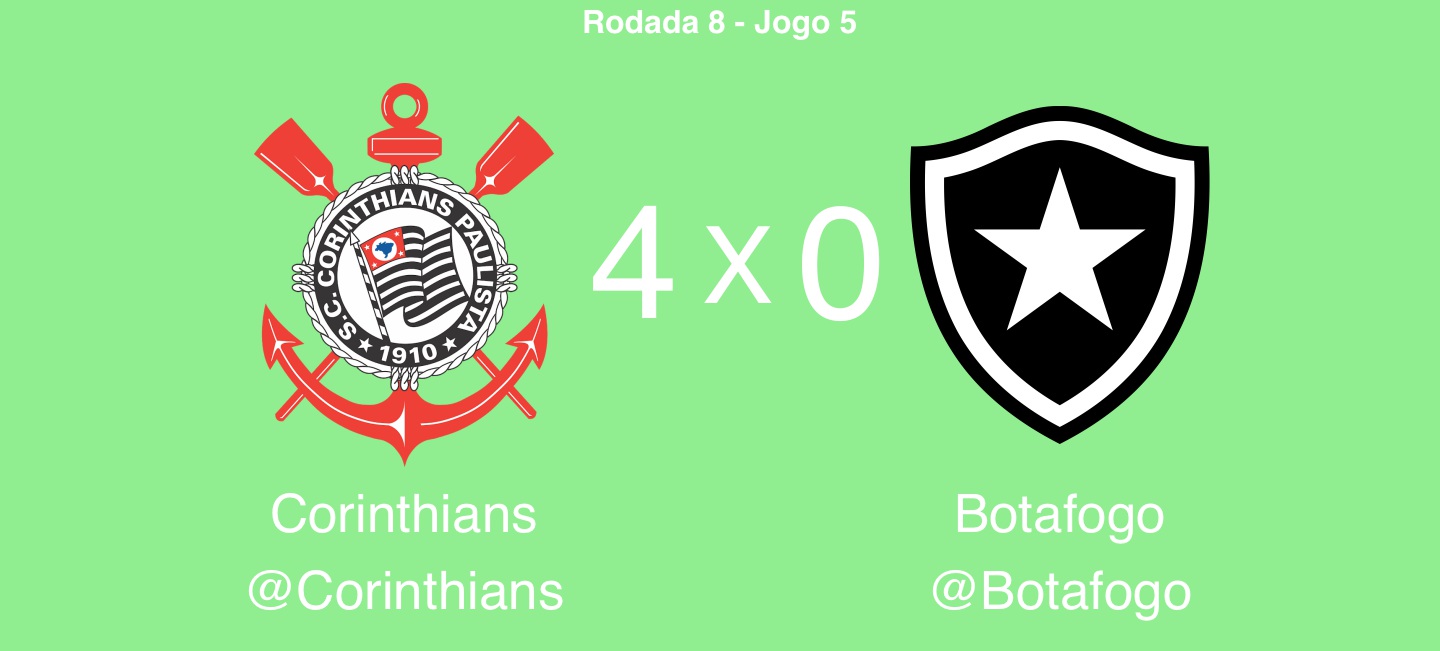 Rodada 8 - Jogo 5
S.C. CORINTHIANS PAULISTA
★ 1910 ★
4 X 0
Corinthians
Botafogo
@Corinthians
@Botafogo